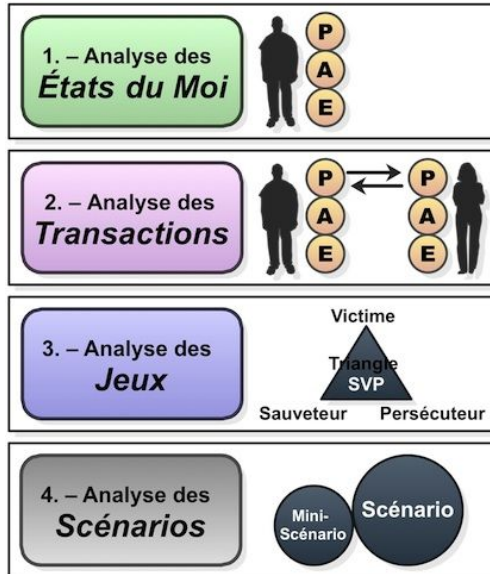 1. – Analyse des
États du Moi
P
A
E
2. – Analyse des
Transactions
P
A
E
P
A
E
3. – Analyse des
Jeux
Victime
Triangle
SVP
Sauveteur
Persécuteur
4. – Analyse des
Scénarios
Mini-
Scénario
Scénario